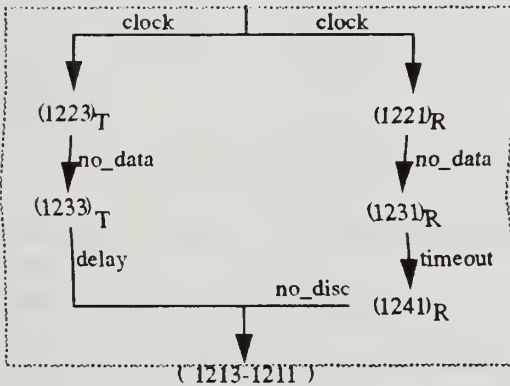 clock clock
(1223)T (1221)R
no_data no_data
(1233)T (1231)R
delay timeout
no_disc (1241)R
( 1213-1211 )